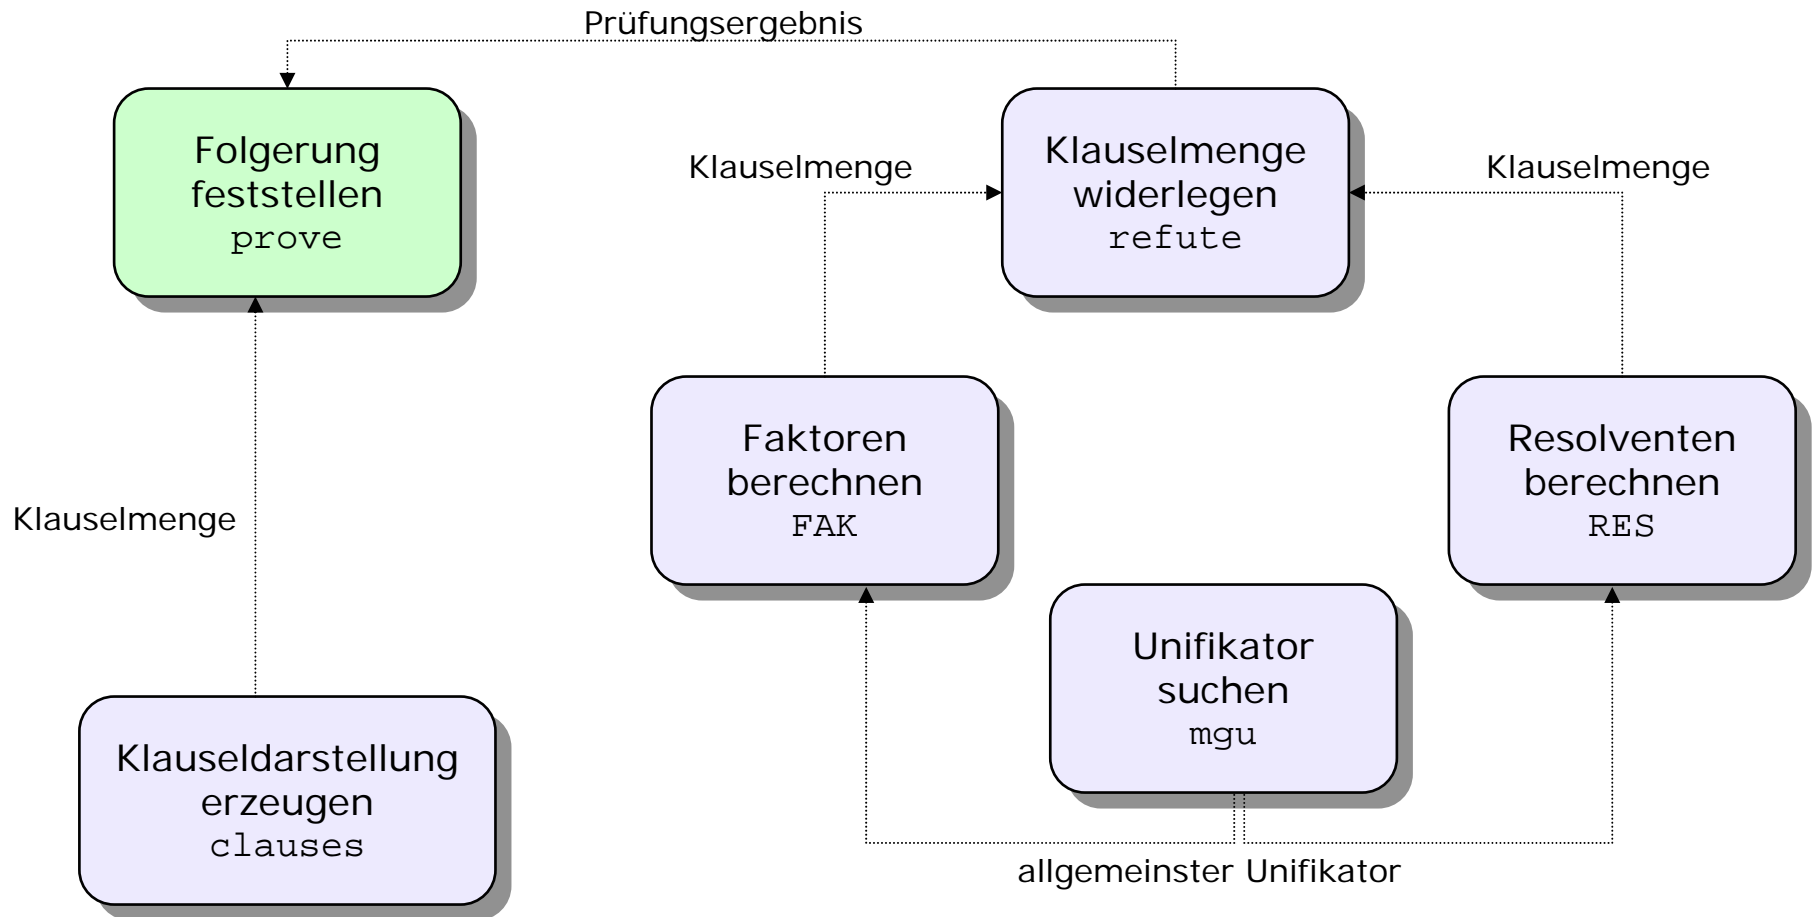 Prüfungsergebnis
Folgerung
feststellen
prove
Klauselmenge
Klauselmenge
widerlegen
refute
Klauselmenge
Faktoren
berechnen
FAK
Resolventen
berechnen
RES
Klauselmenge
Unifikator
suchen
mgu
Klauseldarstellung
erzeugen
clauses
allgemeinster Unifikator